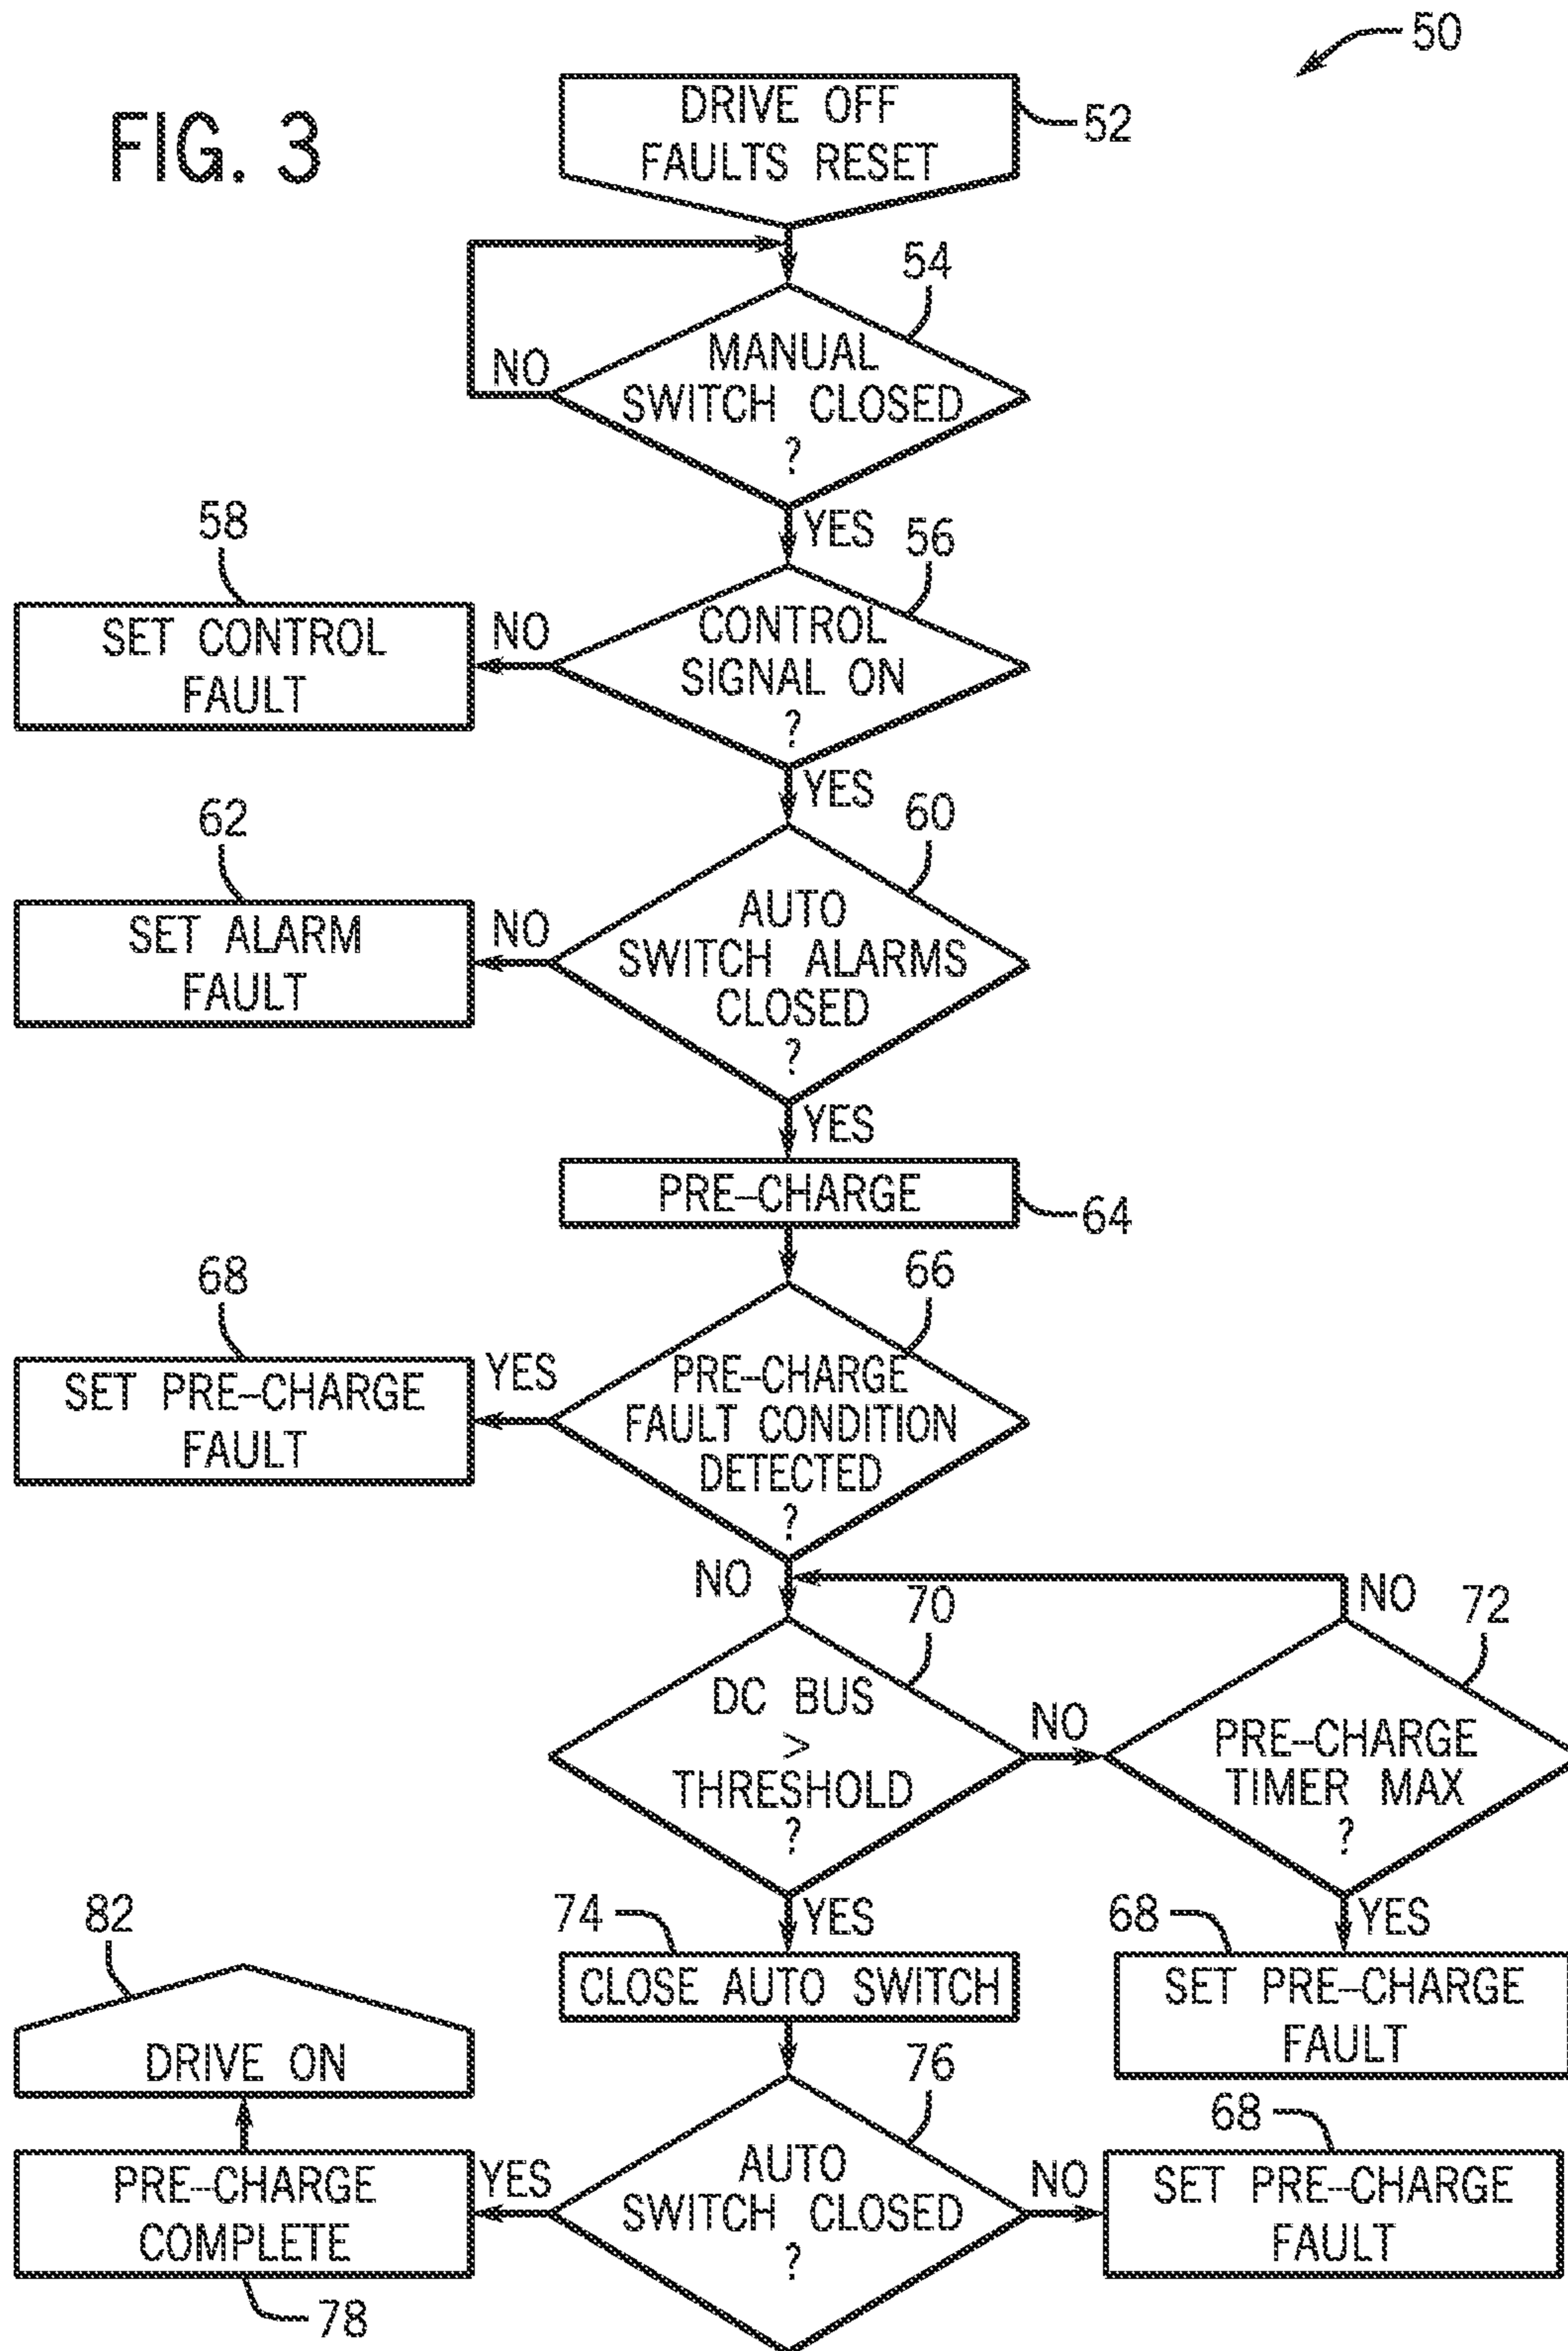 50
FIG. 3
DRIVE OFF
FAULTS RESET
52
54
MANUAL
SWITCH CLOSED
?
NO
YES
56
58
CONTROL
SIGNAL ON
?
NO
SET CONTROL
FAULT
YES
60
62
AUTO
SWITCH ALARMS
CLOSED
?
NO
SET ALARM
FAULT
YES
PRE-CHARGE
64
66
68
PRE-CHARGE
FAULT CONDITION
DETECTED
?
YES
SET PRE-CHARGE
FAULT
NO
70
NO
72
DC BUS
>
THRESHOLD
?
NO
PRE-CHARGE
TIMER MAX
?
YES
YES
74
CLOSE AUTO SWITCH
68
SET PRE-CHARGE
FAULT
82
DRIVE ON
76
68
AUTO
SWITCH CLOSED
?
YES
PRE-CHARGE
COMPLETE
NO
SET PRE-CHARGE
FAULT
78